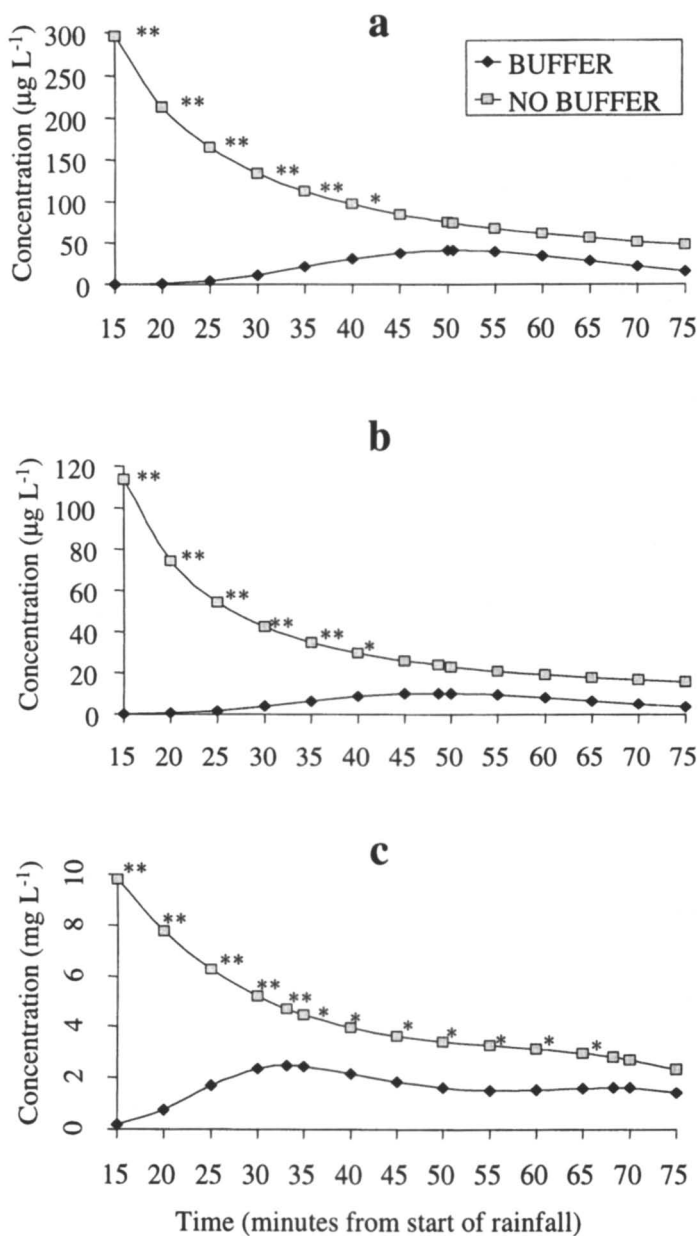 a
300
250
200
150
100
50
0
Concentration (µg L-1)
BUFFER
NO BUFFER
** ** ** ** ** *
15 20 25 30 35 40 45 50 55 60 65 70 75
b
120
100
80
60
40
20
0
Concentration (µg L-1)
** ** ** ** ** *
15 20 25 30 35 40 45 50 55 60 65 70 75
c
10
8
6
4
2
0
Concentration (mg L-1)
** ** ** ** ** * * * * * * *
15 20 25 30 35 40 45 50 55 60 65 70 75
Time (minutes from start of rainfall)